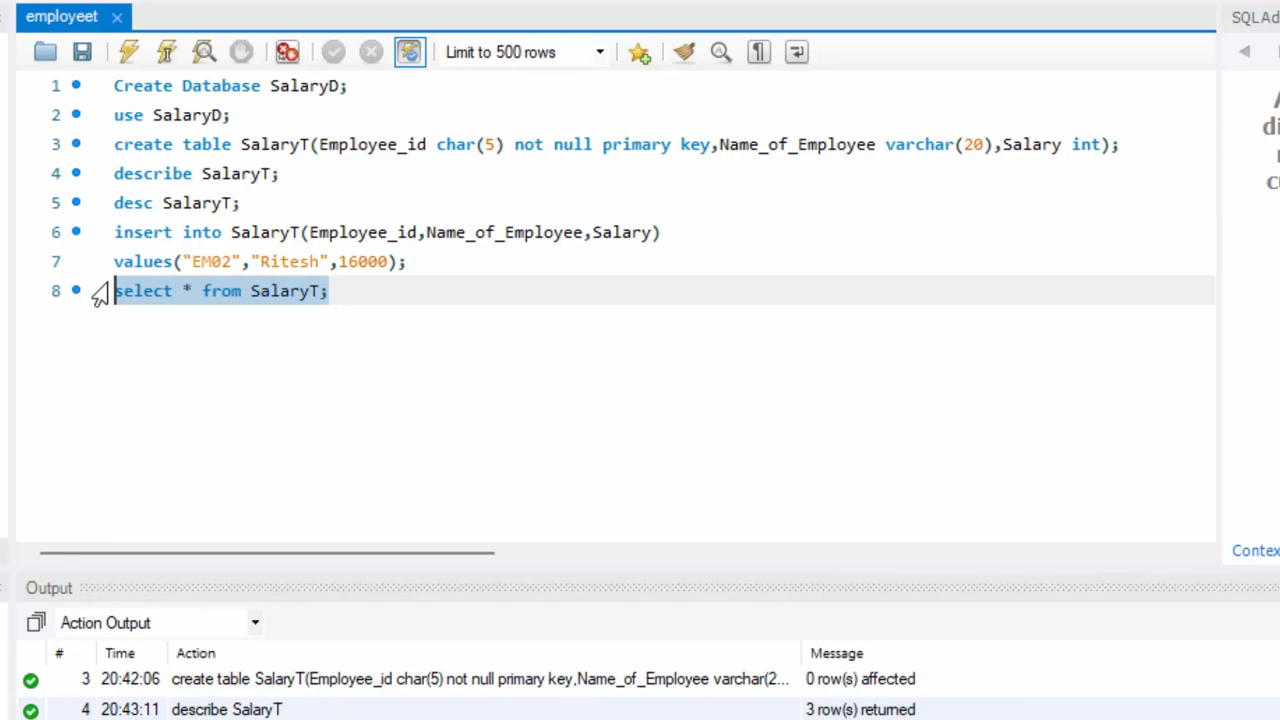 employeet
SQLAd
Limit to 500 rows
1 Create Database SalaryD;
2 use SalaryD;
3 create table SalaryT(Employee_id char(5) not null primary key,Name_of_Employee varchar(20),Salary int);
4 describe SalaryT;
5 desc SalaryT;
6 insert into SalaryT(Employee_id,Name_of_Employee,Salary)
7 values("EM02","Ritesh",16000);
8 select * from SalaryT;
Contex
Output
Action Output
# Time Action Message
3 20:42:06 create table SalaryT(Employee_id char(5) not null primary key,Name_of_Employee varchar(2... 0 row(s) affected
4 20:43:11 describe SalaryT 3 row(s) returned